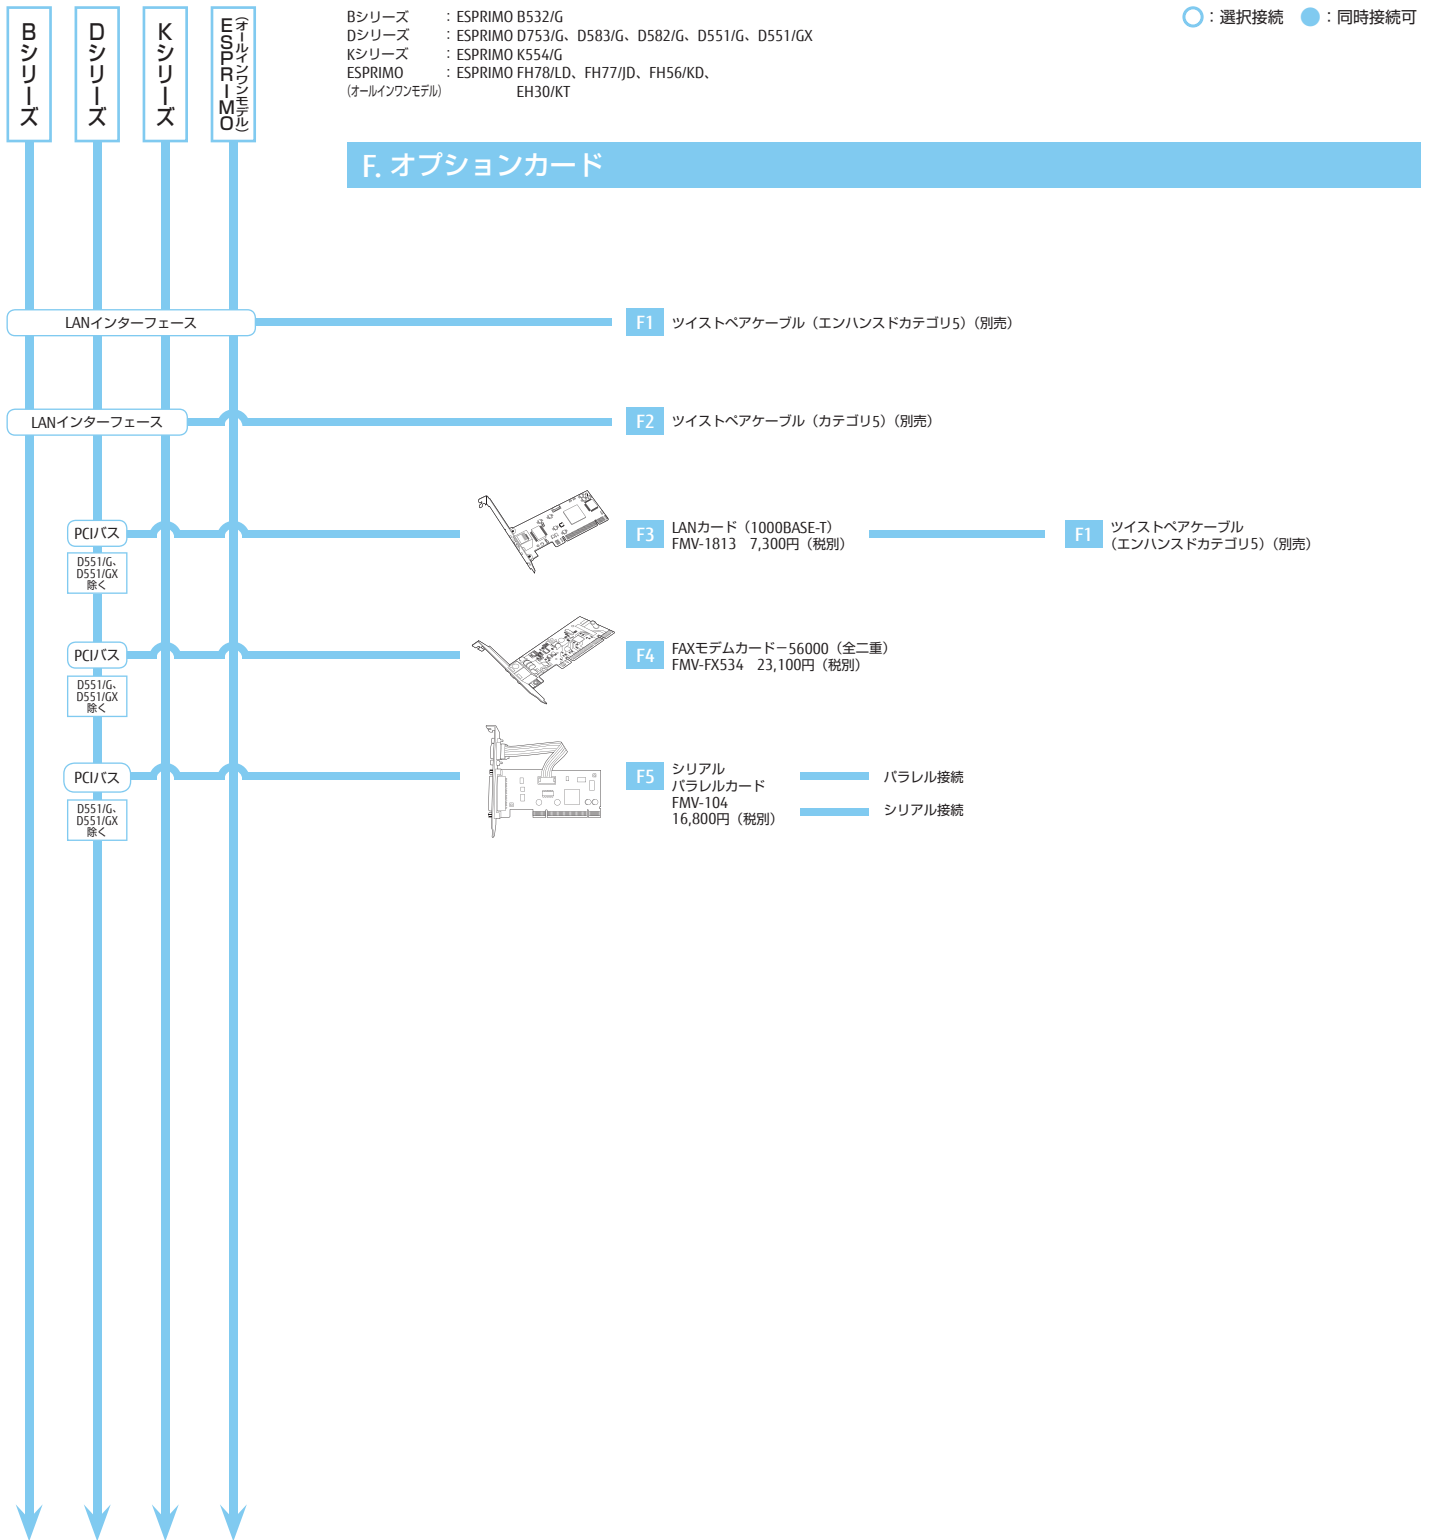 Bシリーズ
Dシリーズ
Kシリーズ
ESPRIMO
(オールインワンモデル)
Bシリーズ : ESPRIMO B532/G
Dシリーズ : ESPRIMO D753/G、D583/G、D582/G、D551/G、D551/GX
Kシリーズ : ESPRIMO K554/G
ESPRIMO : ESPRIMO FH78/LD、FH77/JD、FH56/KD、
(オールインワンモデル) EH30/KT
:選択接続 :同時接続可
F. オプションカード
LANインターフェース
F1 ツイストペアケーブル(エンハンスドカテゴリ5)(別売)
LANインターフェース
F2 ツイストペアケーブル(カテゴリ5)(別売)
PCIバス
D551/G、
D551/GX
除く
F3 LANカード(1000BASE-T)
FMV-1813 7,300円(税別)
F1 ツイストペアケーブル
(エンハンスドカテゴリ5)(別売)
PCIバス
D551/G、
D551/GX
除く
F4 FAXモデムカード−56000(全二重)
FMV-FX534 23,100円(税別)
PCIバス
D551/G、
D551/GX
除く
F5 シリアル
パラレルカード
FMV-104
16,800円(税別)
パラレル接続
シリアル接続